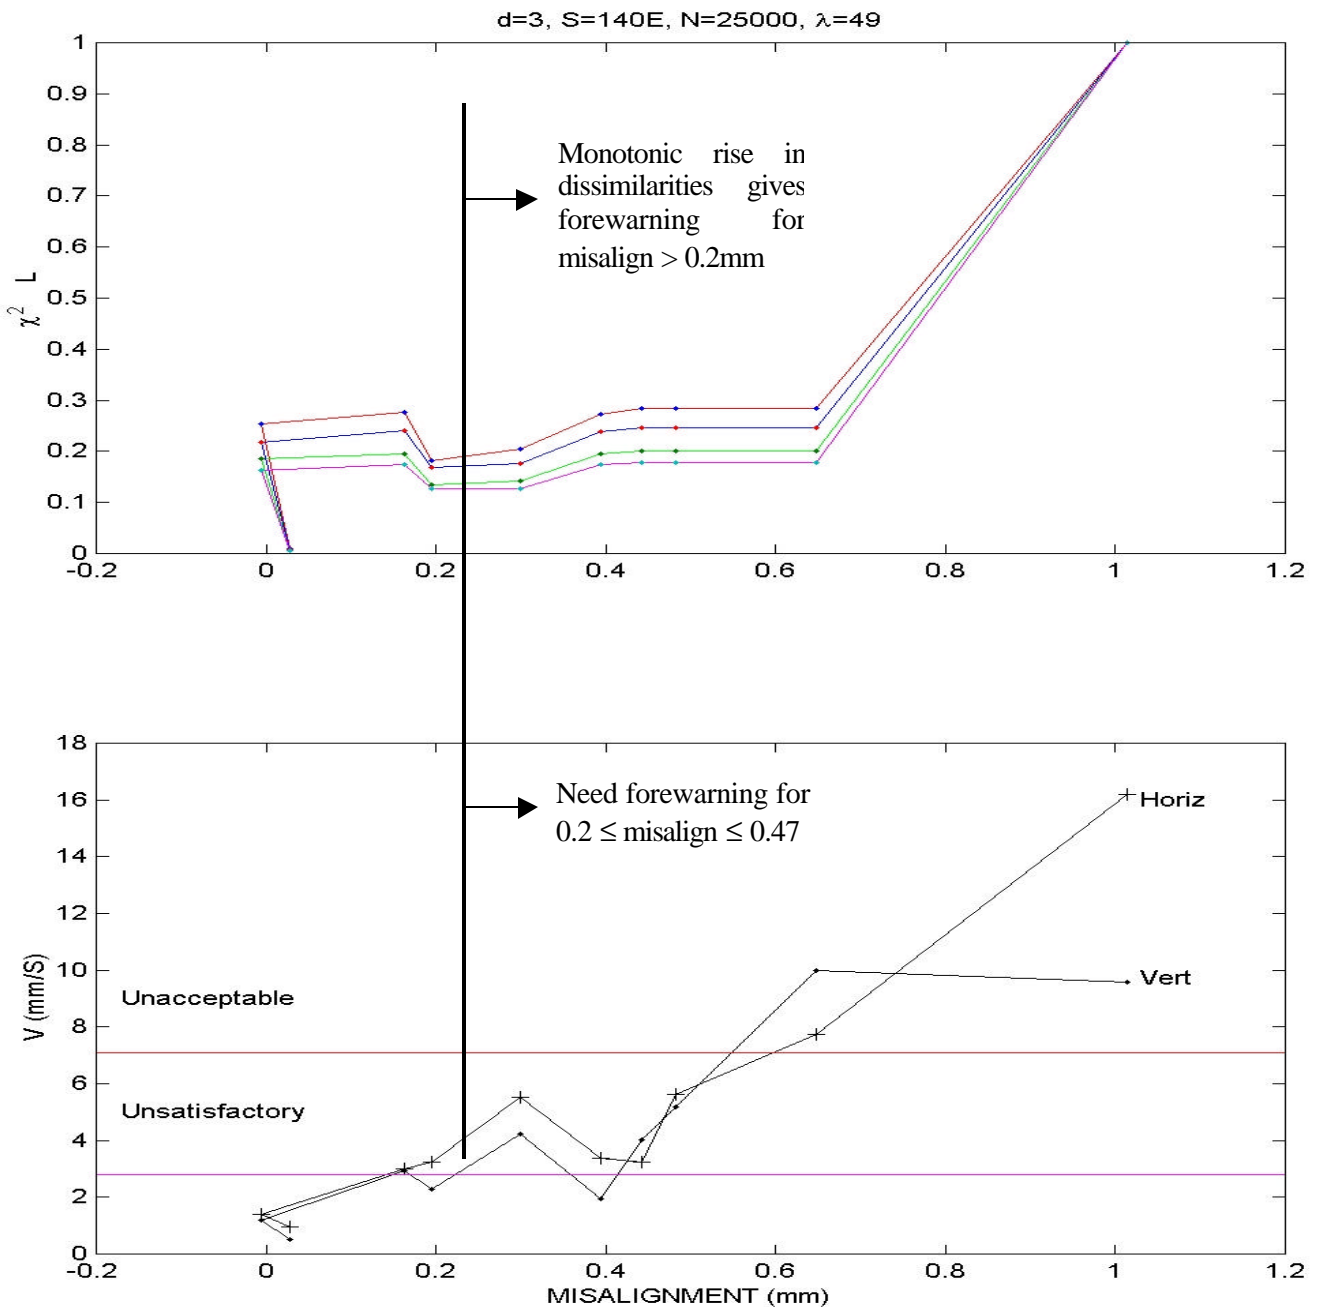 d=3, S=140E, N=25000, λ=49
1
0.9
0.8
0.7
0.6
0.5
0.4
0.3
0.2
0.1
0
χ² L
Monotonic rise in
dissimilarities gives
forewarning for
misalign > 0.2mm
-0.2 0 0.2 0.4 0.6 0.8 1 1.2
18
16
14
12
10
8
6
4
2
0
V (mm/S)
Need forewarning for
0.2 ≤ misalign ≤ 0.47
Horiz
Vert
Unacceptable
Unsatisfactory
-0.2 0 0.2 0.4 0.6 0.8 1 1.2
MISALIGNMENT (mm)